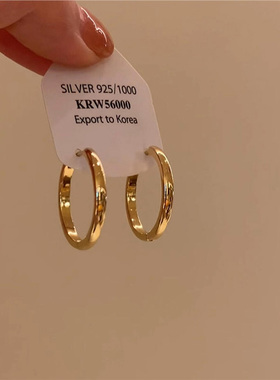 SILVER 925/1000
KRW56000
Export to Korea